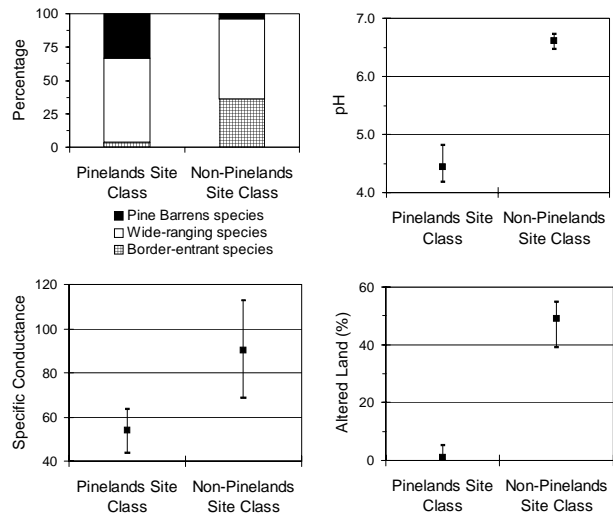 100
75
50
25
0
Percentage
Pinelands Site
Class
Non-Pinelands
Site Class
Pine Barrens species
Wide-ranging species
Border-entrant species
7.0
6.0
5.0
4.0
pH
Pinelands Site
Class
Non-Pinelands
Site Class
120
100
80
60
40
Specific Conductance
Pinelands Site
Class
Non-Pinelands
Site Class
60
40
20
0
Altered Land (%)
Pinelands Site
Class
Non-Pinelands
Site Class